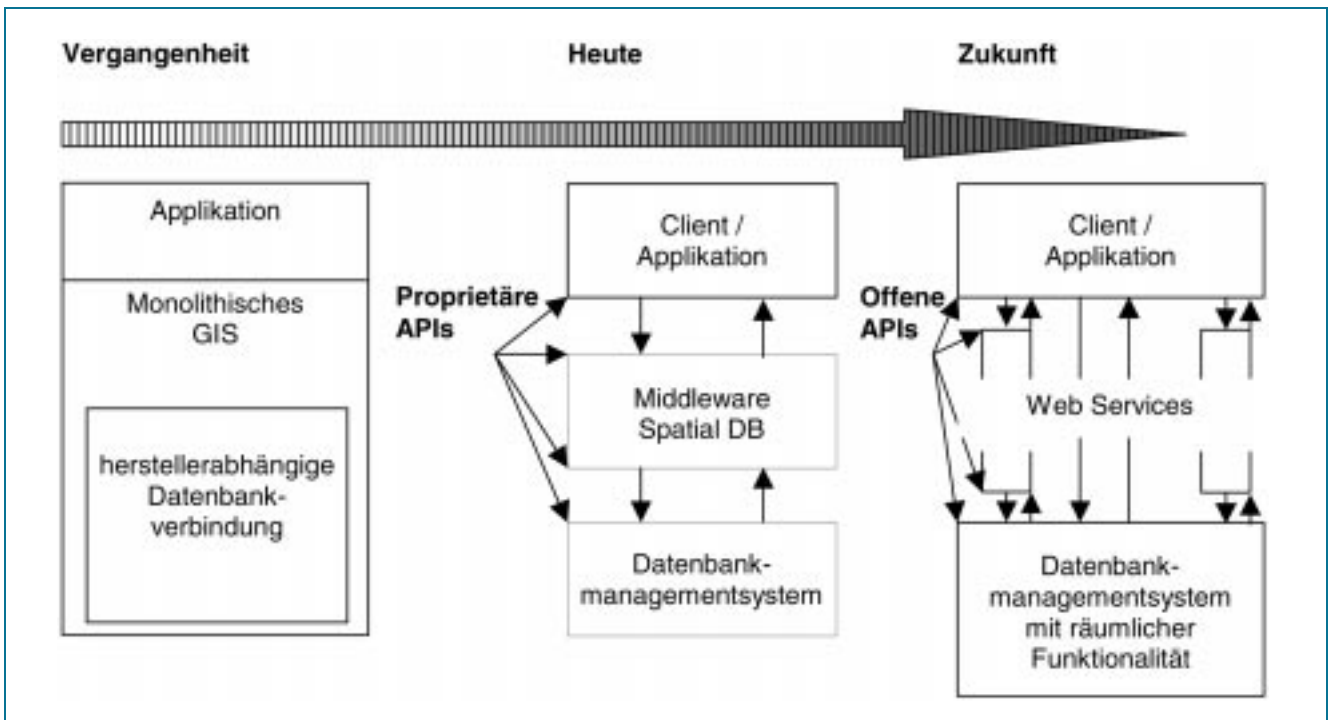 Vergangenheit
Heute
Zukunft
Applikation
Monolithisches
GIS
herstellerabhängige
Datenbank-
verbindung
Proprietäre
APIs
Client /
Applikation
Middleware
Spatial DB
Datenbank-
managementsystem
Offene
APIs
Client /
Applikation
Web Services
Datenbank-
managementsystem
mit räumlicher
Funktionalität